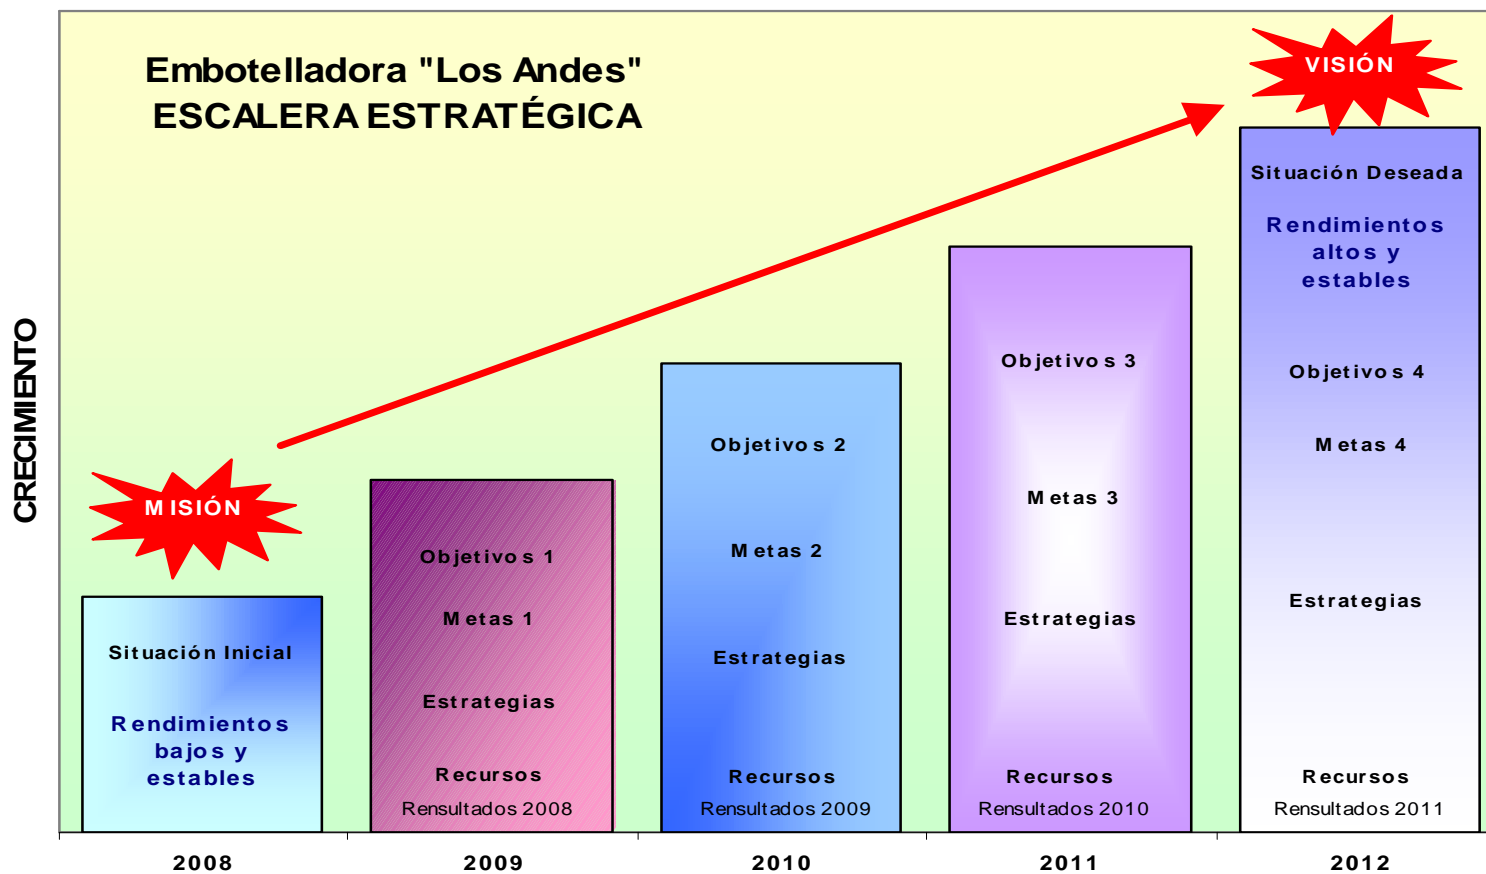 Embotelladora "Los Andes"
ESCALERA ESTRATÉGICA
CRECIMIENTO
MISIÓN
Situación Inicial
Rendimientos
bajos y
estables
2008
Objetivos 1
Metas 1
Estrategias
Recursos
Rensultados 2008
2009
Objetivos 2
Metas 2
Estrategias
Recursos
Rensultados 2009
2010
Objetivos 3
Metas 3
Estrategias
Recursos
Rensultados 2010
2011
VISIÓN
Situación Deseada
Rendimientos
altos y
estables
Objetivos 4
Metas 4
Estrategias
Recursos
Rensultados 2011
2012